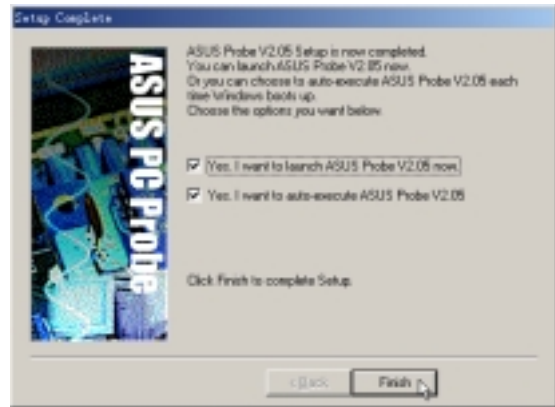 Setup Complete
ASUS PC Probe
ASUS Probe V2.05 Setup is now completed.
You can launch ASUS Probe V2.05 now.
Or you can choose to auto-execute ASUS Probe V2.05 each
time Windows boots up.
Choose the options you want below.
Yes. I want to launch ASUS Probe V2.05 now.
Yes. I want to auto-execute ASUS Probe V2.05
Click Finish to complete Setup.
< Back
Finish